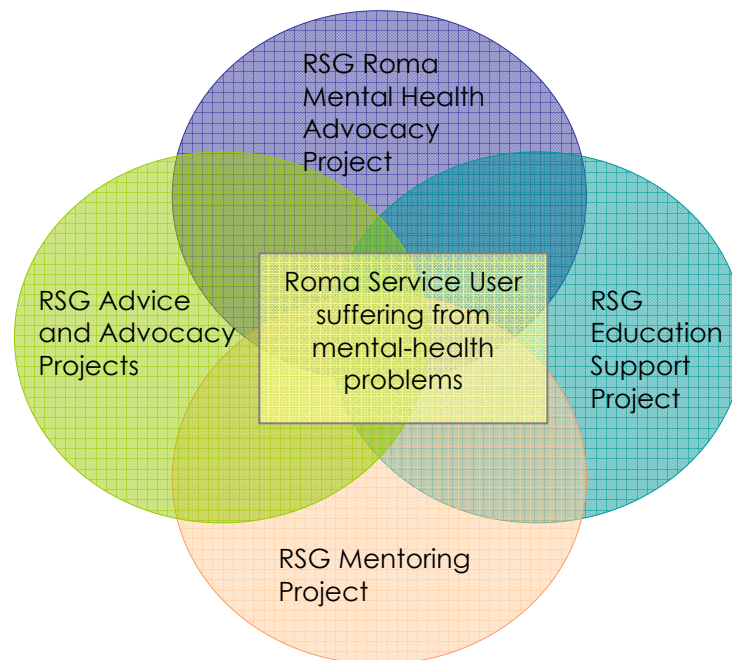 RSG Roma
Mental Health
Advocacy
Project
Roma Service User
suffering from
mental-health
problems
RSG Advice
and Advocacy
Projects
RSG
Education
Support
Project
RSG Mentoring
Project